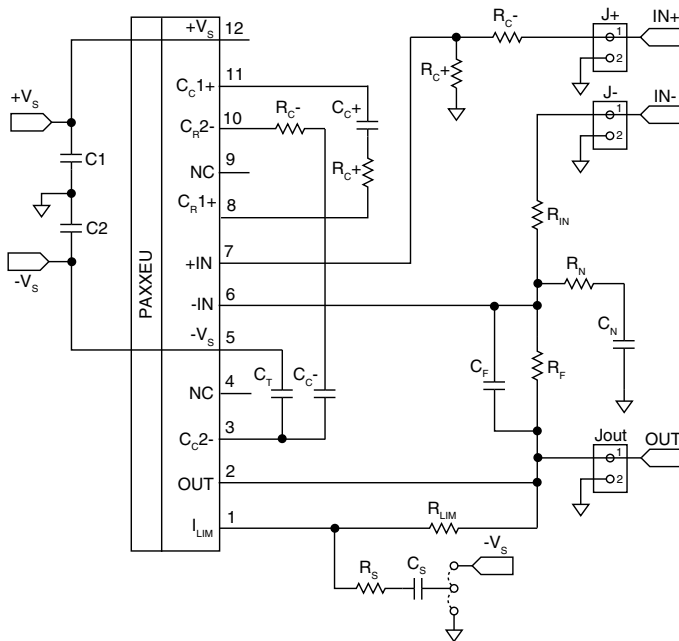 R_C- J+ IN+
+V_S 12 1
R_C+ 2
C_C1+ 11 J- IN-
+V_S 10 R_C- C_C+ 1
C_R2- 2
C1 9
NC R_C+
C_R1+ 8
C2 R_IN
7
-V_S +IN R_N
PAXXEU
-IN 6
C_N
-V_S 5
C_T C_C- C_F R_F
4
NC
3 Jout OUT
C_C2- 1
2
OUT 2
I_LIM 1 R_LIM
-V_S
R_S C_S